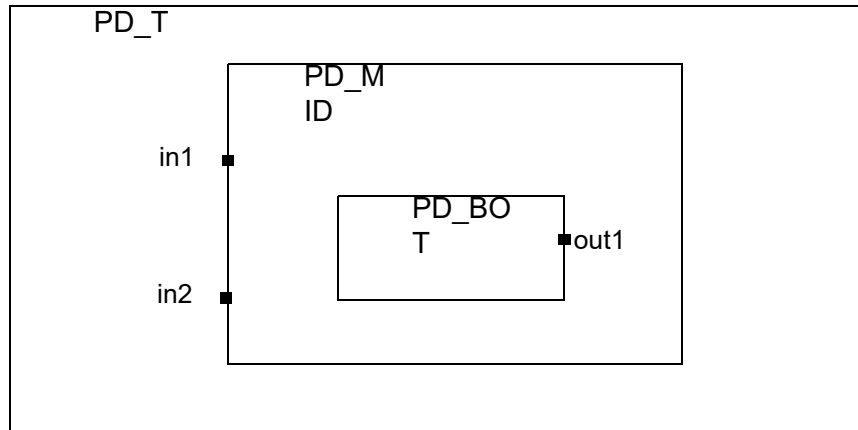 PD_T
PD_M
ID
in1
PD_BO
T
out1
in2